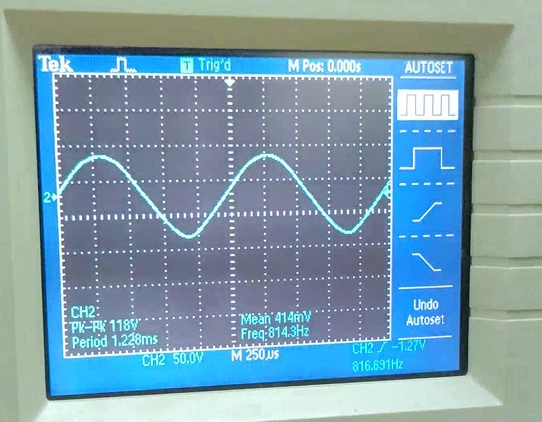 Tek
T Trig'd
M Pos: 0.000s
AUTOSET
2
Undo
Autoset
CH2
Pk-Pk 118V
Period 1.228ms
Mean 414mV
Freq 814.3Hz
CH2 50.0V
M 250µs
CH2 -1.27V
816.691Hz